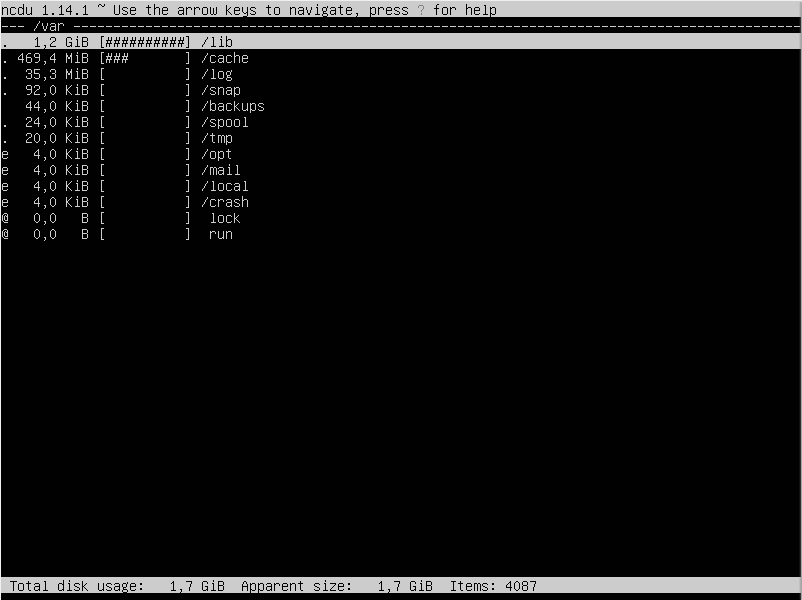 ncdu 1.14.1 ~ Use the arrow keys to navigate, press ? for help
--- /var ------------------------------------------------------------------------------------------
.   1,2 GiB [##########] /lib
. 469,4 MiB [###       ] /cache
.  35,3 MiB [          ] /log
.  92,0 KiB [          ] /snap
   44,0 KiB [          ] /backups
.  24,0 KiB [          ] /spool
.  20,0 KiB [          ] /tmp
e   4,0 KiB [          ] /opt
e   4,0 KiB [          ] /mail
e   4,0 KiB [          ] /local
e   4,0 KiB [          ] /crash
@   0,0   B [          ]  lock
@   0,0   B [          ]  run
Total disk usage:   1,7 GiB  Apparent size:   1,7 GiB  Items: 4087